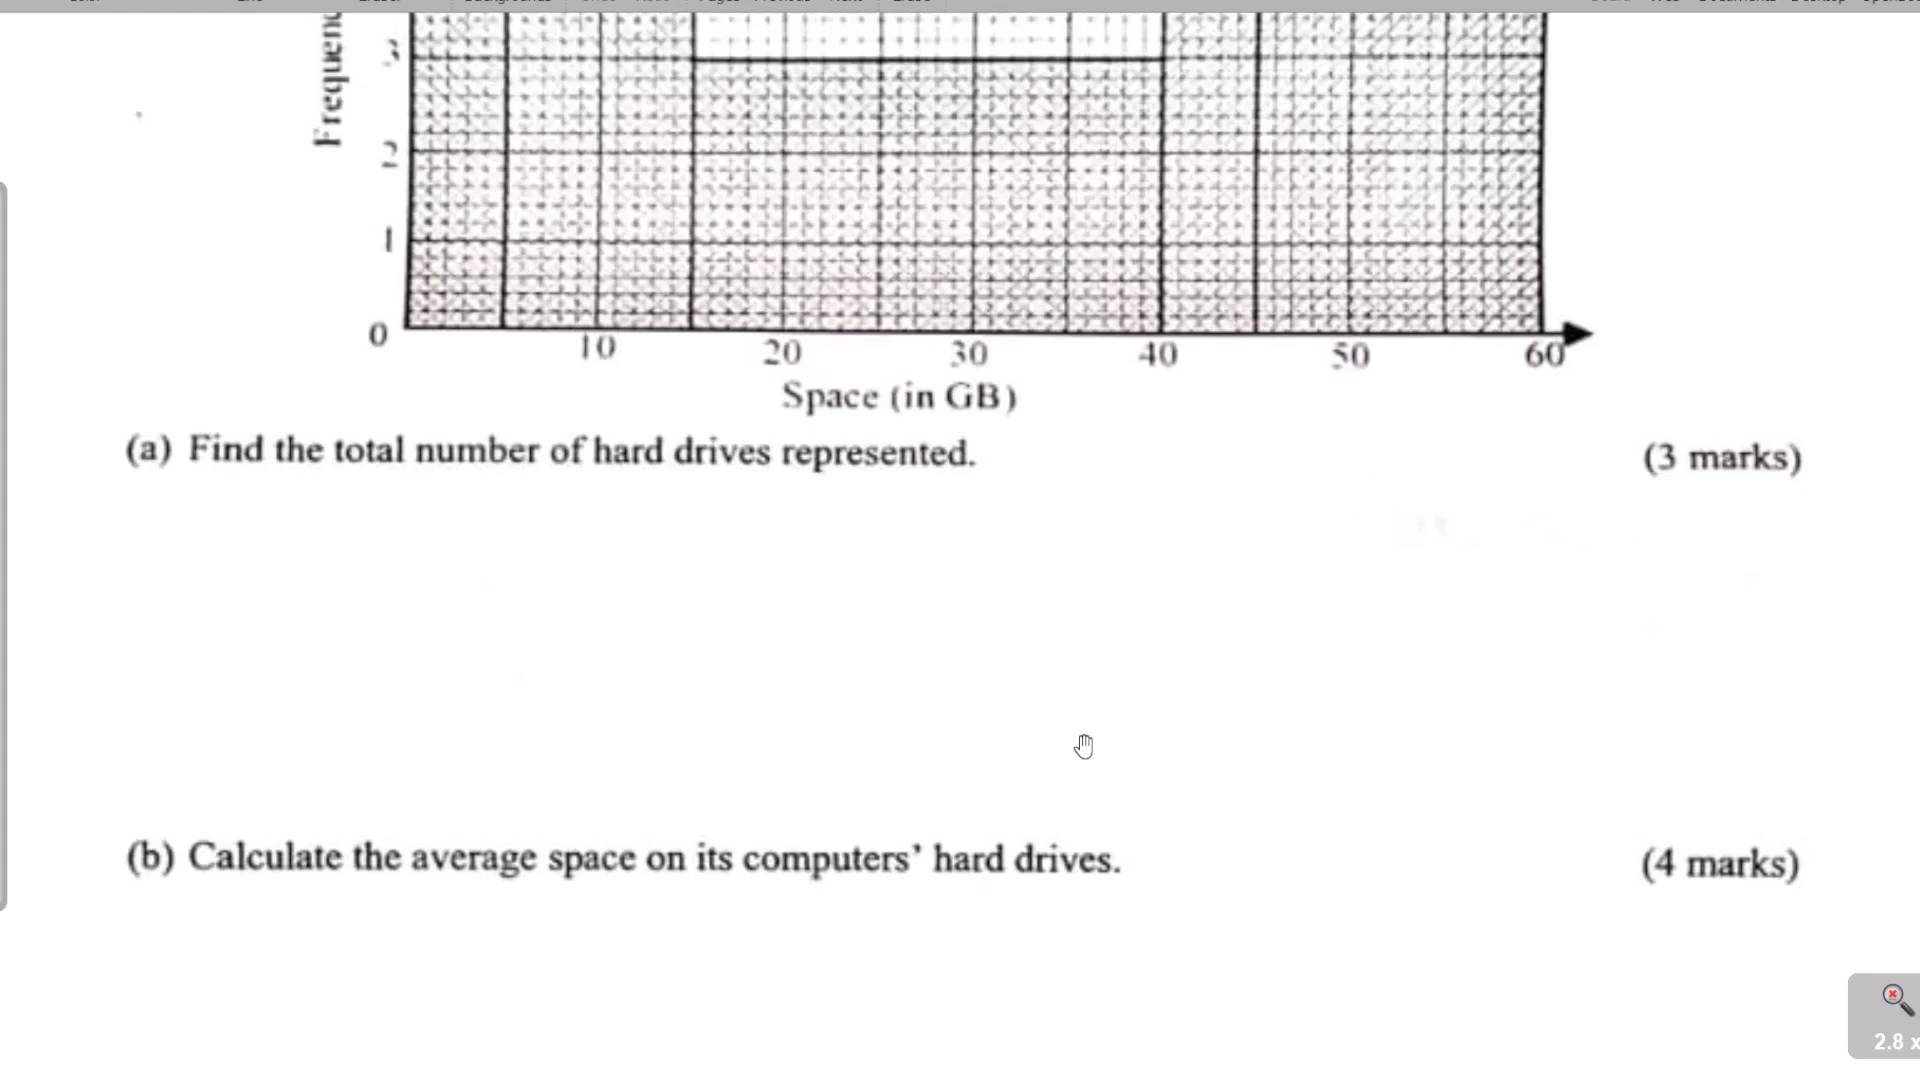 Frequen
3
2
1
0
10 20 30 40 50 60
Space (in GB)
(a) Find the total number of hard drives represented. (3 marks)
(b) Calculate the average space on its computers’ hard drives. (4 marks)
2.8 x